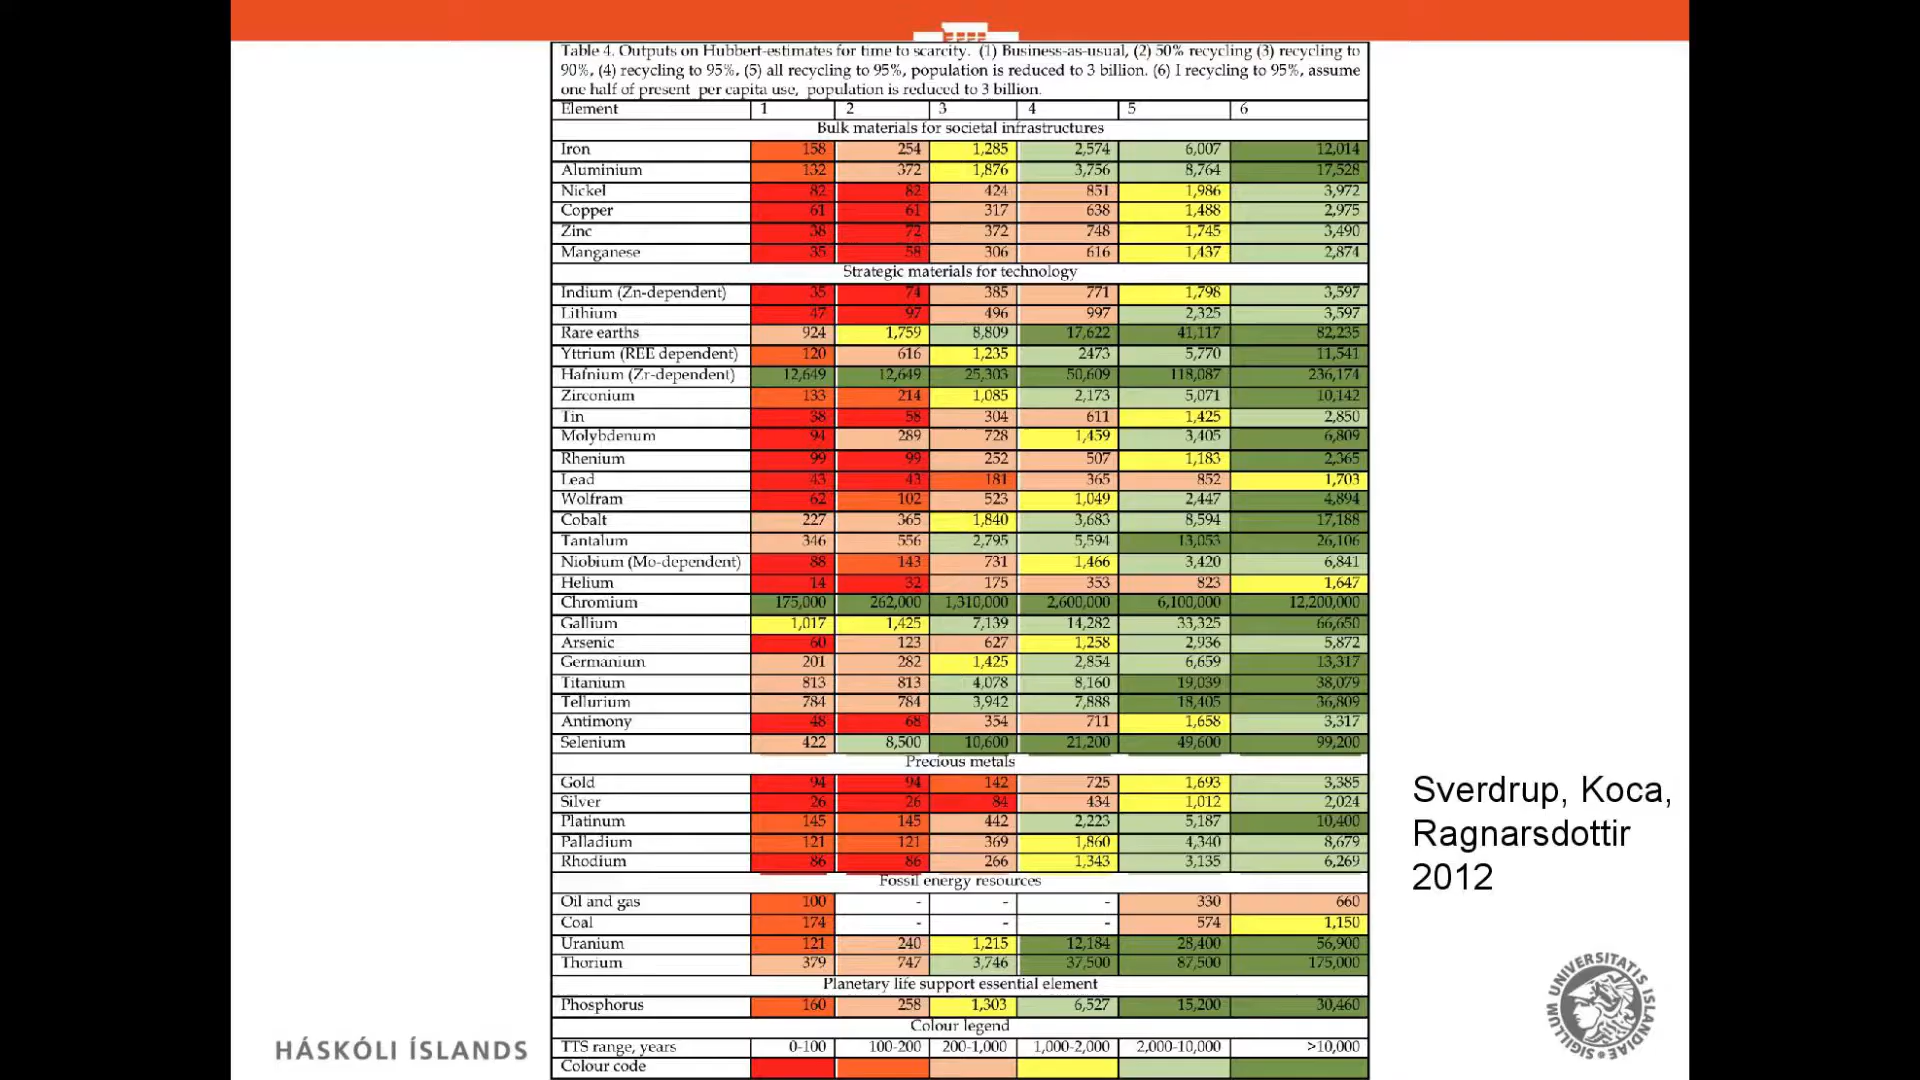 Table 4. Outputs on Hubbert-estimates for time to scarcity. (1) Business-as-usual, (2) 50% recycling (3) recycling to
90%, (4) recycling to 95%, (5) all recycling to 95%, population is reduced to 3 billion. (6) I recycling to 95%, assume
one half of present per capita use, population is reduced to 3 billion.
Element 1 2 3 4 5 6
Bulk materials for societal infrastructures
Iron 158 254 1,285 2,574 6,007 12,014
Aluminium 132 372 1,876 3,756 8,764 17,528
Nickel 82 82 424 851 1,986 3,972
Copper 61 61 317 638 1,488 2,975
Zinc 38 72 372 748 1,745 3,490
Manganese 35 58 306 616 1,437 2,874
Strategic materials for technology
Indium (Zn-dependent) 35 74 385 771 1,798 3,597
Lithium 47 97 496 997 2,325 3,597
Rare earths 924 1,759 8,809 17,622 41,117 82,235
Yttrium (REE dependent) 120 616 1,235 2473 5,770 11,541
Hafnium (Zr-dependent) 12,649 12,649 25,303 50,609 118,087 236,174
Zirconium 133 214 1,085 2,173 5,071 10,142
Tin 38 58 304 611 1,425 2,850
Molybdenum 94 289 728 1,459 3,405 6,809
Rhenium 99 99 252 507 1,183 2,365
Lead 43 43 181 365 852 1,703
Wolfram 62 102 523 1,049 2,447 4,894
Cobalt 227 365 1,840 3,683 8,594 17,188
Tantalum 346 556 2,795 5,594 13,053 26,106
Niobium (Mo-dependent) 88 143 731 1,466 3,420 6,841
Helium 14 32 175 353 823 1,647
Chromium 175,000 262,000 1,310,000 2,600,000 6,100,000 12,200,000
Gallium 1,017 1,425 7,139 14,282 33,325 66,650
Arsenic 60 123 627 1,258 2,936 5,872
Germanium 201 282 1,425 2,854 6,659 13,317
Titanium 813 813 4,078 8,160 19,039 38,079
Tellurium 784 784 3,942 7,888 18,405 36,809
Antimony 48 68 354 711 1,658 3,317
Selenium 422 8,500 10,600 21,200 49,600 99,200
Precious metals
Gold 94 94 142 725 1,693 3,385
Silver 26 26 84 434 1,012 2,024
Platinum 145 145 442 2,223 5,187 10,400
Palladium 121 121 369 1,860 4,340 8,679
Rhodium 86 86 266 1,343 3,135 6,269
Fossil energy resources
Oil and gas 100 - - - 330 660
Coal 174 - - - 574 1,150
Uranium 121 240 1,215 12,184 28,400 56,900
Thorium 379 747 3,746 37,500 87,500 175,000
Planetary life support essential element
Phosphorus 160 258 1,303 6,527 15,200 30,460
Colour legend
TTS range, years 0-100 100-200 200-1,000 1,000-2,000 2,000-10,000 >10,000
Colour code
Sverdrup, Koca,
Ragnarsdottir
2012
HÁSKÓLI ÍSLANDS
SIGILLUM UNIVERSITATIS ISLANDIAE